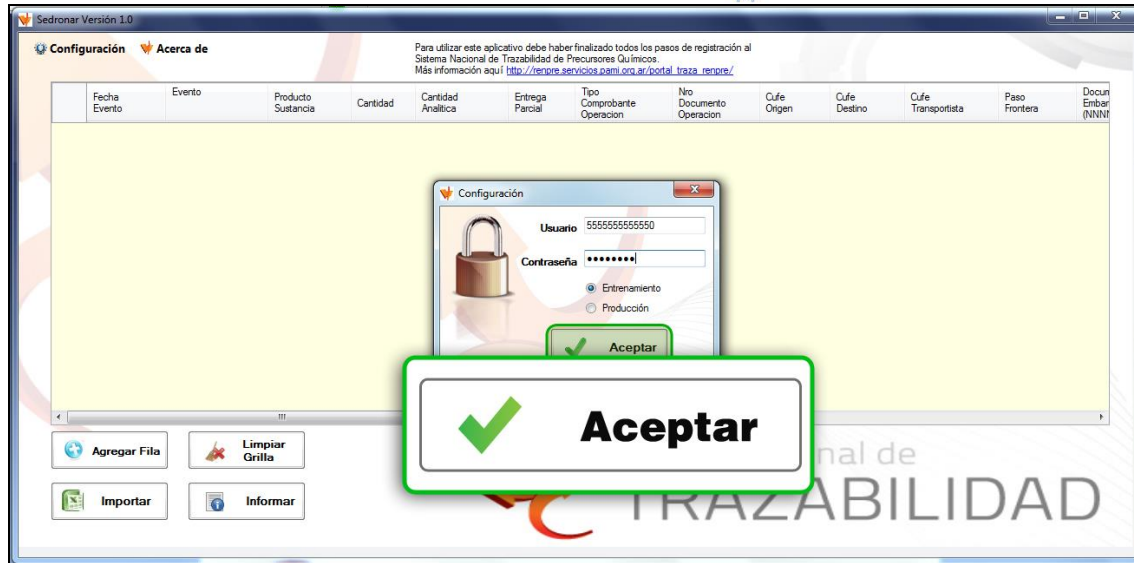 Sedronar Versión 1.0
Configuración Acerca de
Para utilizar este aplicativo debe haber finalizado todos los pasos de registración al
Sistema Nacional de Trazabilidad de Precursores Químicos.
Más información aquí http://renpre.servicios.pami.org.ar/portal_traza_renpre/
Fecha Evento
Evento
Producto Sustancia
Cantidad
Cantidad Analítica
Entrega Parcial
Tipo Comprobante Operacion
Nro Documento Operacion
Cufe Origen
Cufe Destino
Cufe Transportista
Paso Frontera
Docum Embar (NNNN
Configuración
Usuario 5555555555550
Contraseña ••••••••
Entrenamiento
Producción
Aceptar
Aceptar
Agregar Fila
Limpiar Grilla
Importar
Informar
nal de
TRAZABILIDAD